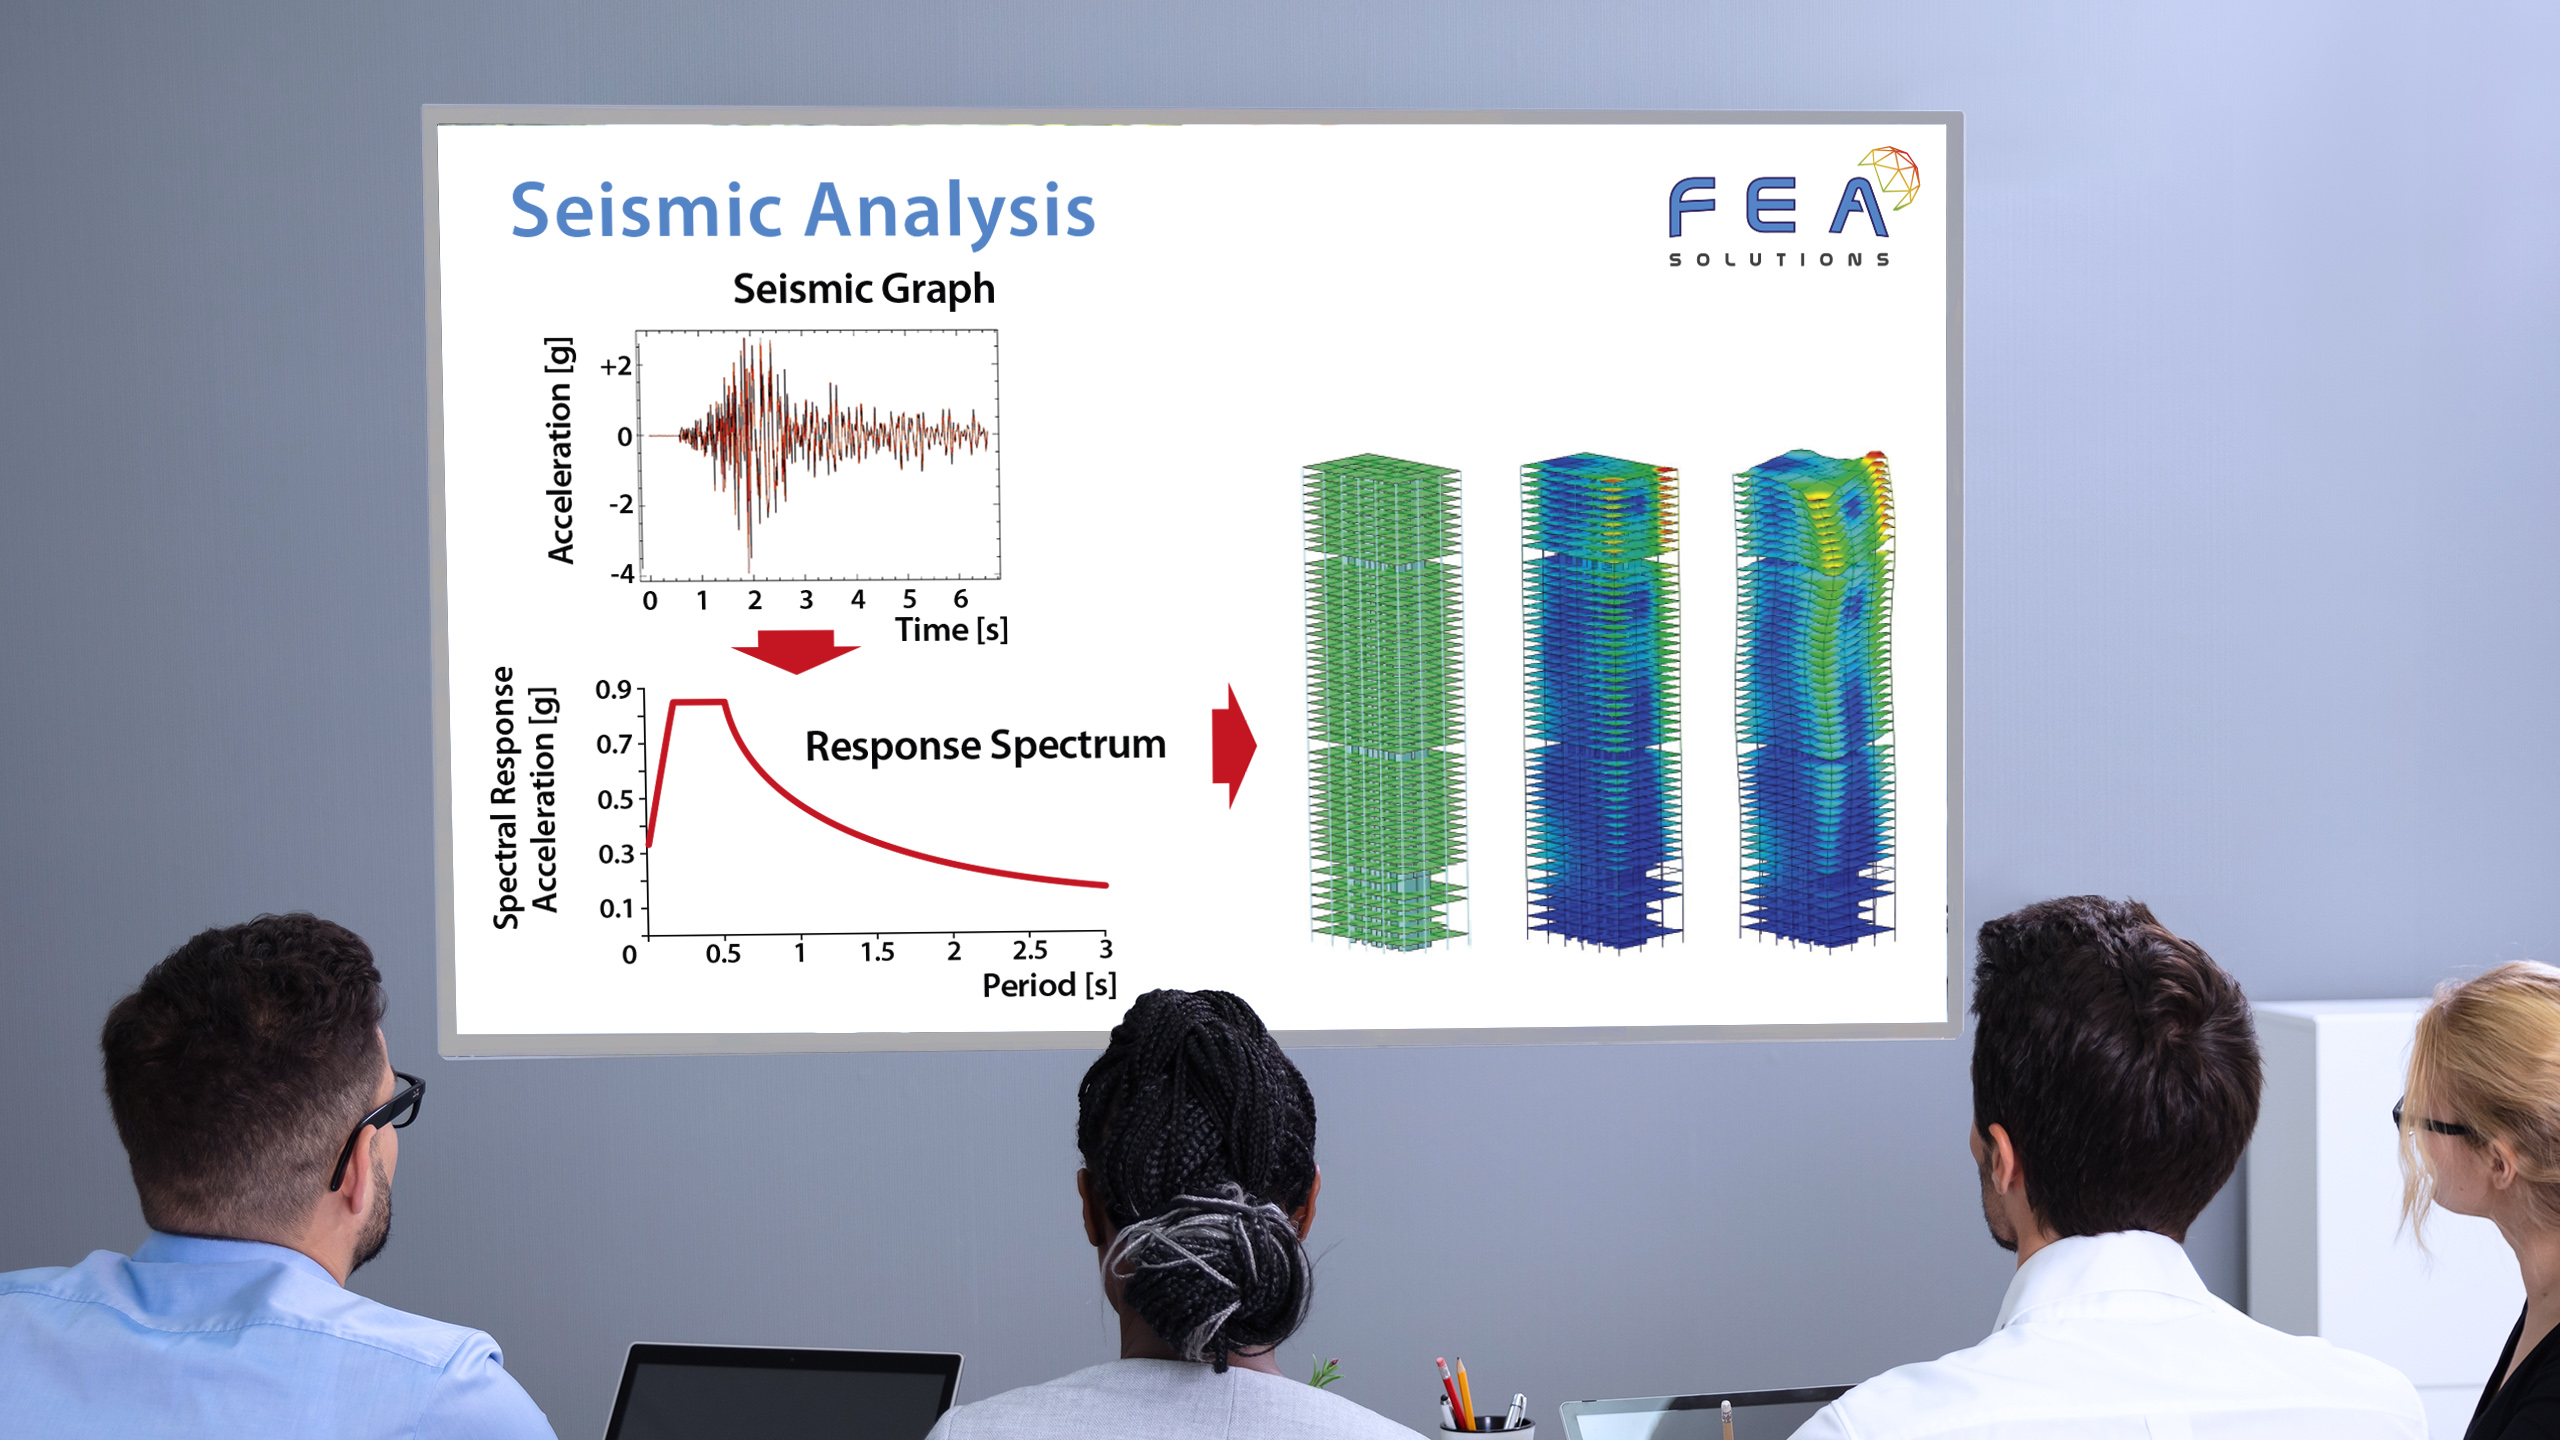 Seismic Analysis
FEA
SOLUTIONS
Seismic Graph
Acceleration [g]
+2
0
-2
-4
0 1 2 3 4 5 6
Time [s]
Spectral Response
Acceleration [g]
0.9
0.7
0.5
0.3
0.1
Response Spectrum
0 0.5 1 1.5 2 2.5 3
Period [s]